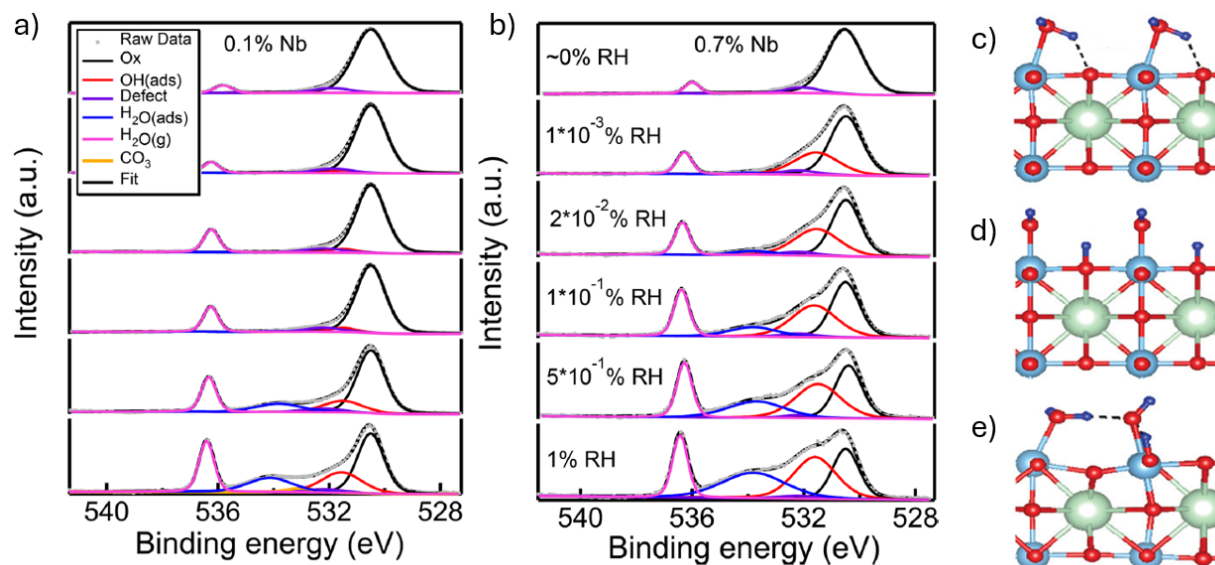 a)
0.1% Nb
Raw Data
Ox
OH(ads)
Defect
H₂O(ads)
H₂O(g)
CO₃
Fit
Intensity (a.u.)
540 536 532 528
Binding energy (eV)
b)
0.7% Nb
~0% RH
1*10⁻³% RH
2*10⁻²% RH
1*10⁻¹% RH
5*10⁻¹% RH
1% RH
Intensity (a.u.)
540 536 532 528
Binding energy (eV)
c)
d)
e)